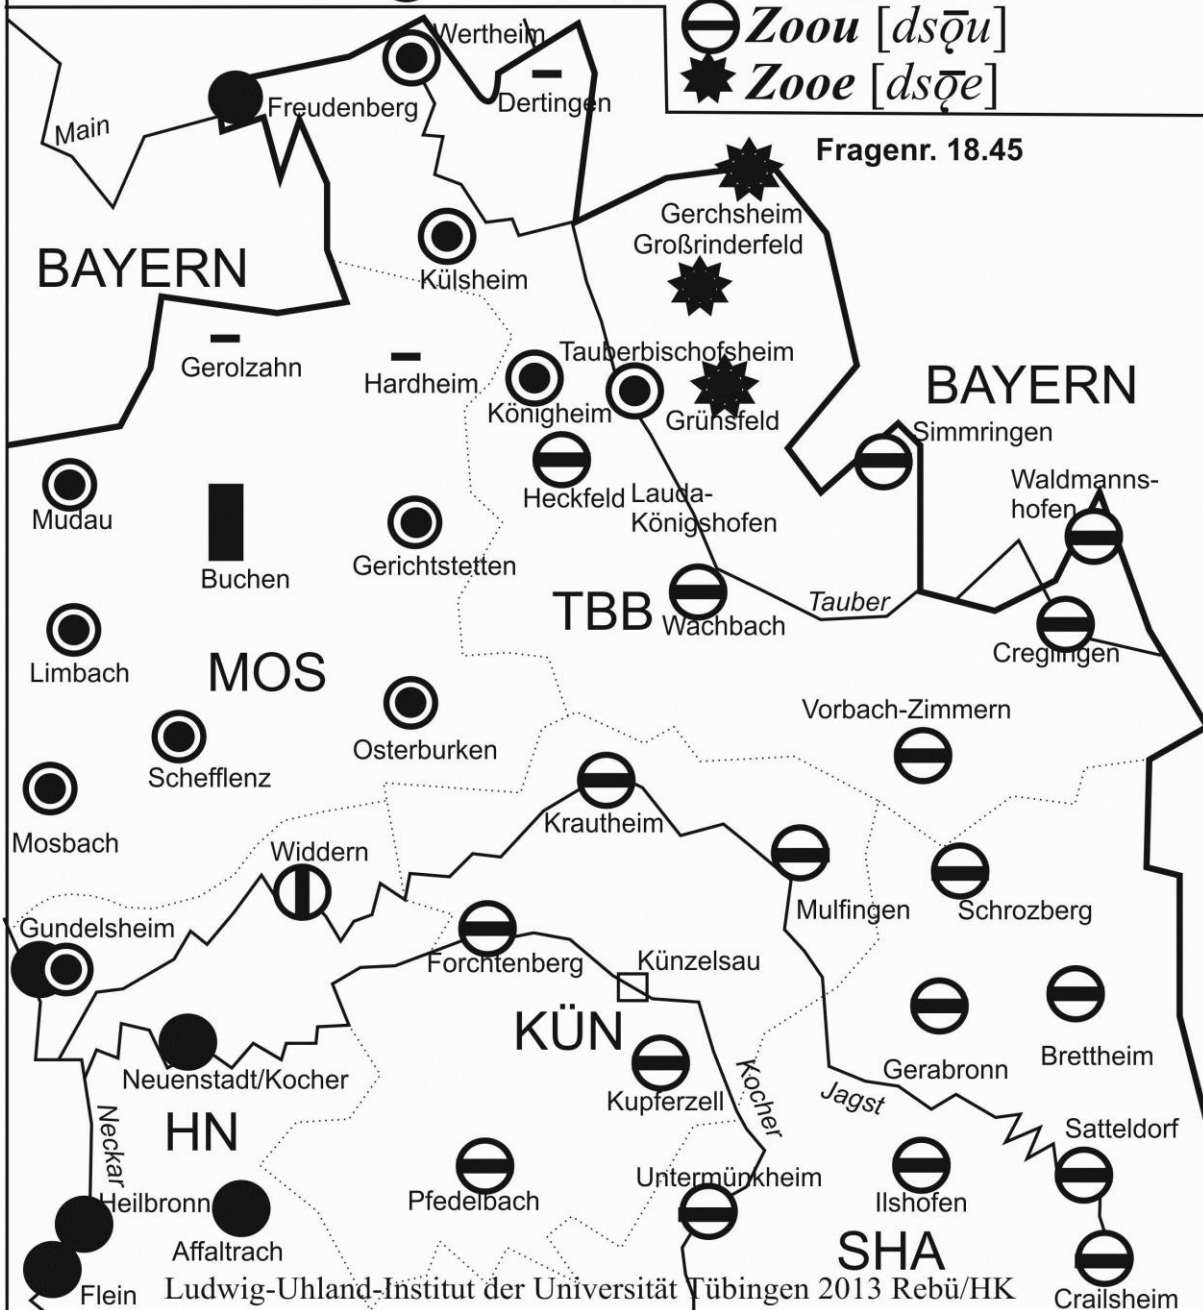 Zoou [dsǭu]
Zooe [dsǭe]
Fragenr. 18.45
Wertheim
Dertingen
Freudenberg
Main
Gerchsheim
Großrinderfeld
BAYERN
Külsheim
Gerolzahn
Hardheim
Tauberbischofsheim
Königheim
Grünsfeld
BAYERN
Simmringen
Waldmanns-
hofen
Mudau
Heckfeld
Lauda-
Königshofen
Buchen
Gerichtstetten
TBB
Wachbach
Tauber
Creglingen
Limbach
MOS
Vorbach-Zimmern
Osterburken
Schefflenz
Mosbach
Krautheim
Widdern
Mulfingen
Schrozberg
Gundelsheim
Forchtenberg
Künzelsau
KÜN
Neuenstadt/Kocher
Kupferzell
Kocher
Gerabronn
Brettheim
Jagst
HN
Neckar
Satteldorf
Heilbronn
Pfedelbach
Untermünkheim
Ilshofen
Affaltrach
SHA
Flein
Ludwig-Uhland-Institut der Universität Tübingen 2013 Rebü/HK
Crailsheim